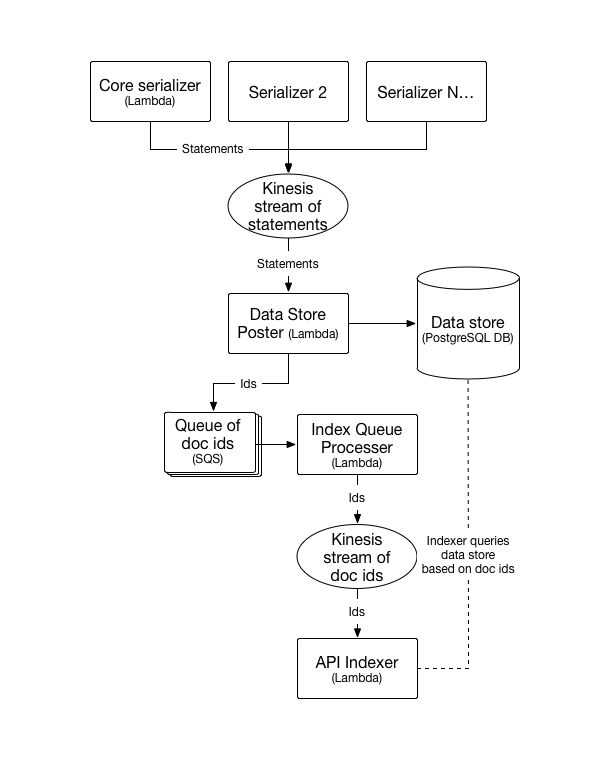 Core serializer
(Lambda)
Serializer 2
Serializer N...
Statements
Kinesis
stream of
statements
Statements
Data Store
Poster (Lambda)
Data store
(PostgreSQL DB)
Ids
Queue of
doc ids
(SQS)
Index Queue
Processer
(Lambda)
Ids
Kinesis
stream of
doc ids
Indexer queries
data store
based on doc ids
Ids
API Indexer
(Lambda)